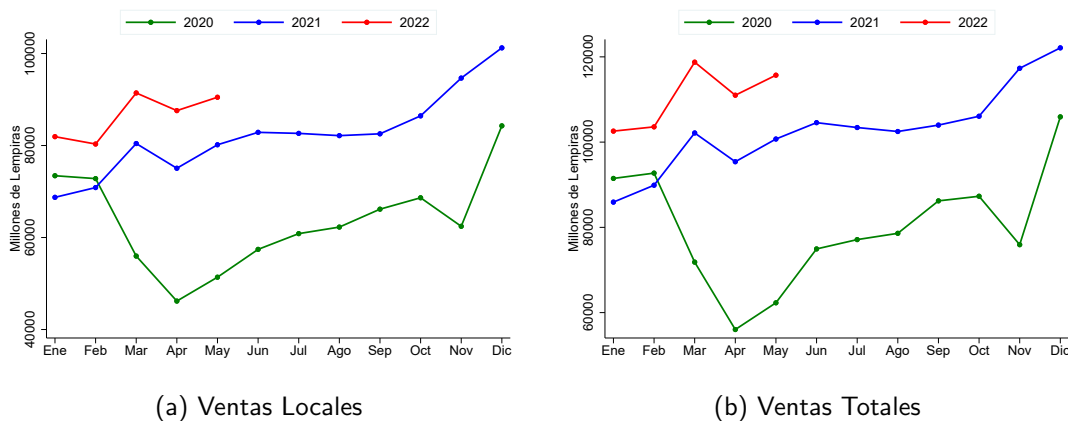 2020 2021 2022
Millones de Lempiras
100000
80000
60000
40000
Ene Feb Mar Apr May Jun Jul Ago Sep Oct Nov Dic
(a) Ventas Locales
2020 2021 2022
Millones de Lempiras
120000
100000
80000
60000
Ene Feb Mar Apr May Jun Jul Ago Sep Oct Nov Dic
(b) Ventas Totales